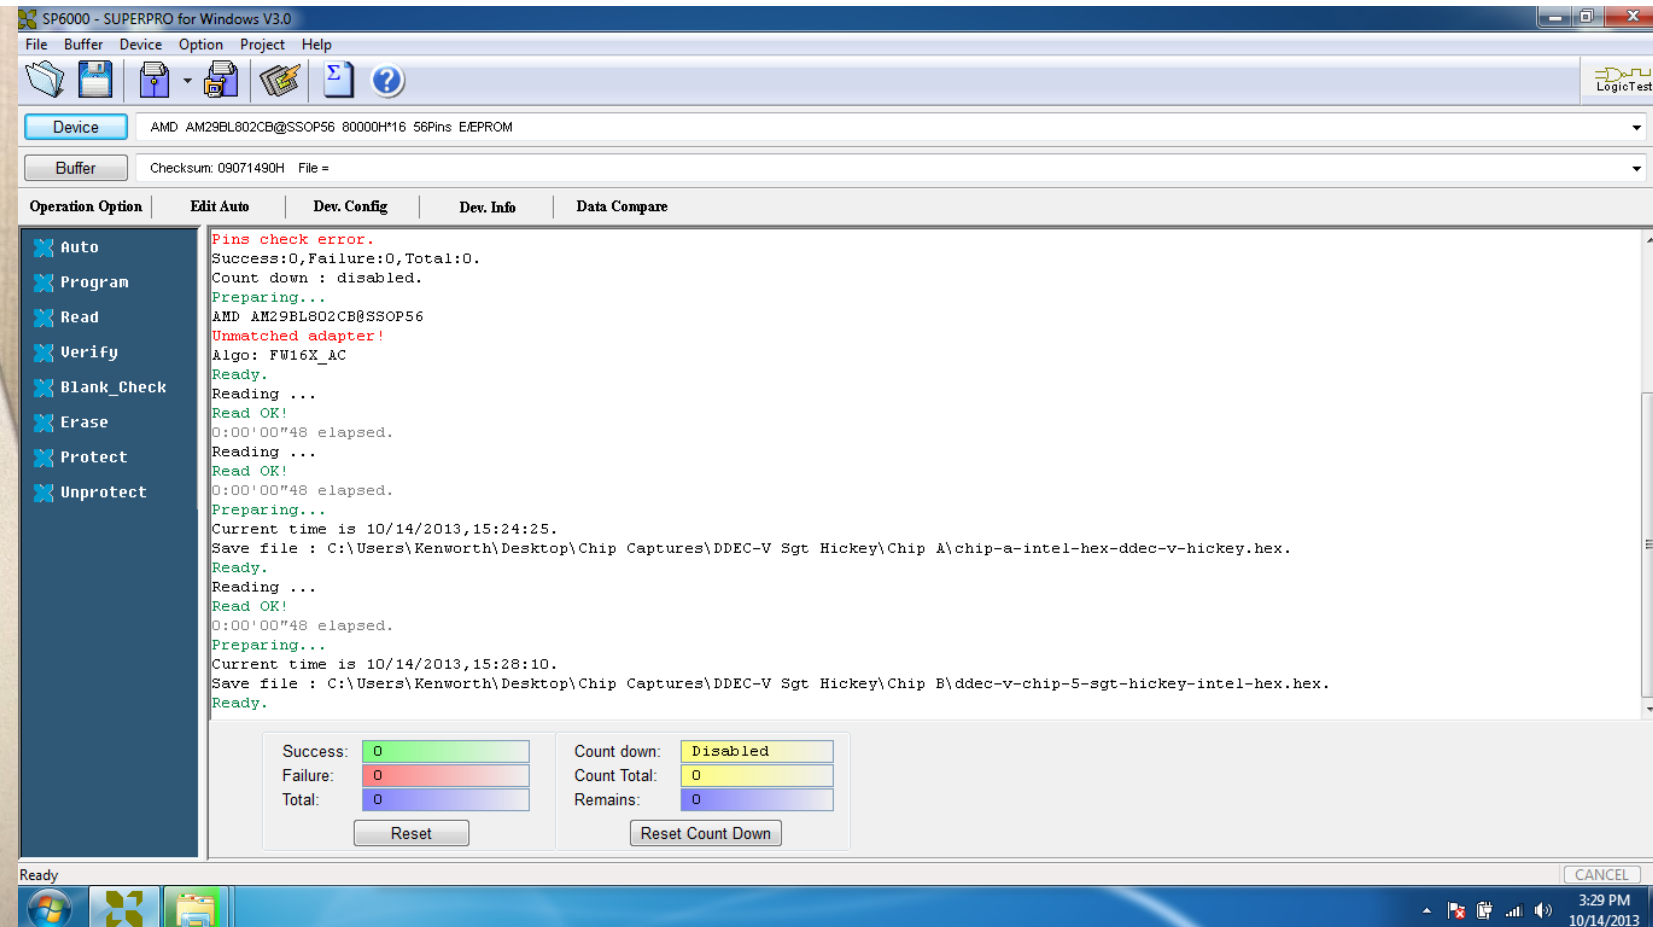 SP6000 - SUPERPRO for Windows V3.0
File Buffer Device Option Project Help
Σ ?
LogicTest
Device AMD AM29BL802CB@SSOP56 80000H*16 56Pins E/EPROM
Buffer Checksum: 09071490H File =
Operation Option Edit Auto Dev. Config Dev. Info Data Compare
Auto
Program
Read
Verify
Blank_Check
Erase
Protect
Unprotect
Pins check error.
Success:0,Failure:0,Total:0.
Count down : disabled.
Preparing...
AMD AM29BL802CB@SSOP56
Unmatched adapter!
Algo: FW16X_AC
Ready.
Reading ...
Read OK!
0:00'00"48 elapsed.
Reading ...
Read OK!
0:00'00"48 elapsed.
Preparing...
Current time is 10/14/2013,15:24:25.
Save file : C:\Users\Kenworth\Desktop\Chip Captures\DDEC-V Sgt Hickey\Chip A\chip-a-intel-hex-ddec-v-hickey.hex.
Ready.
Reading ...
Read OK!
0:00'00"48 elapsed.
Preparing...
Current time is 10/14/2013,15:28:10.
Save file : C:\Users\Kenworth\Desktop\Chip Captures\DDEC-V Sgt Hickey\Chip B\ddec-v-chip-5-sgt-hickey-intel-hex.hex.
Ready.
Success: 0
Failure: 0
Total: 0
Reset
Count down: Disabled
Count Total: 0
Remains: 0
Reset Count Down
Ready CANCEL
3:29 PM
10/14/2013